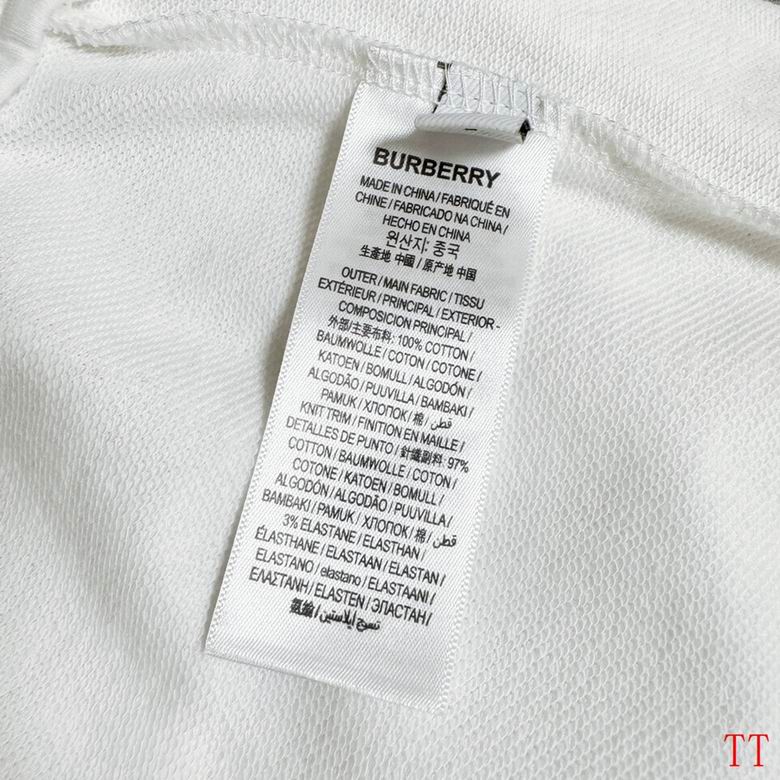 BURBERRY
MADE IN CHINA / FABRIQUÉ EN
CHINE / FABRICADO NA CHINA /
HECHO EN CHINA
원산지: 중국
生產地 中國 / 原产地 中国
OUTER / MAIN FABRIC / TISSU
EXTÉRIEUR / PRINCIPAL / EXTERIOR -
COMPOSICION PRINCIPAL /
外部/主要布料: 100% COTTON /
BAUMWOLLE / COTON / COTONE /
KATOEN / BOMULL / ALGODÓN /
ALGODÃO / PUUVILLA / BAMBAKI /
PAMUK / ХЛОПОК / 棉 / قطن
KNIT TRIM / FINITION EN MAILLE /
DETALLES DE PUNTO / 針織副料: 97%
COTTON / BAUMWOLLE / COTON /
COTONE / KATOEN / BOMULL /
ALGODÓN / ALGODÃO / PUUVILLA /
BAMBAKI / PAMUK / ХЛОПОК / 棉 / قطن
3% ELASTANE / ELASTHAN /
ÉLASTHANE / ELASTAAN / ELASTAN /
ELASTANO / elastano / ELASTAANI /
ΕΛΑΣΤΑΝΗ / ELASTEN / ЭЛАСТАН /
氨綸 / نسيج إيلاستين
TT